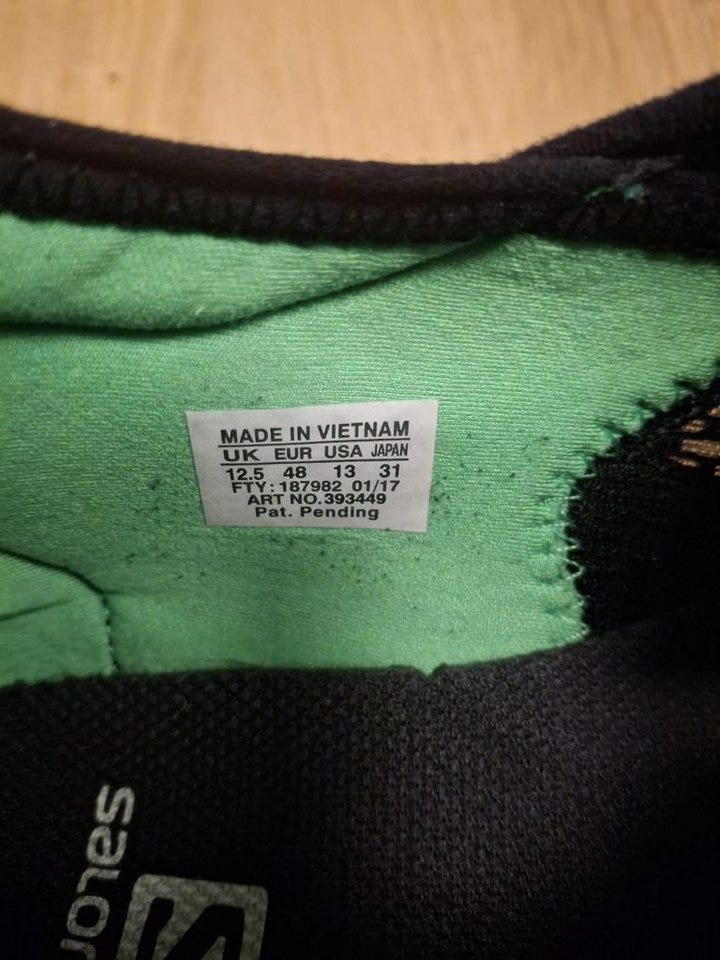 MADE IN VIETNAM
UK EUR USA JAPAN
12.5 48 13 31
FTY: 187982 01/17
ART NO. 393449
Pat. Pending
salom